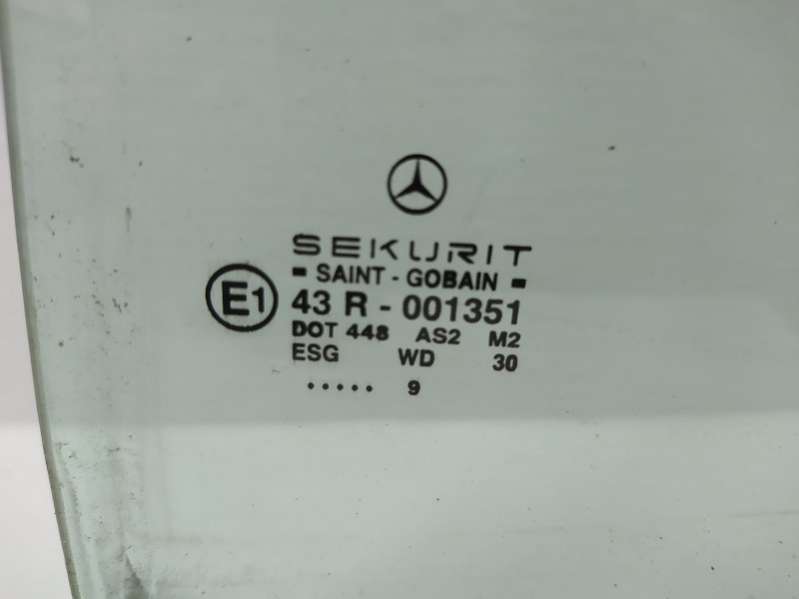 SEKURIT
SAINT - GOBAIN
E1 43 R - 001351
DOT 448 AS2 M2
ESG WD 30
..... 9